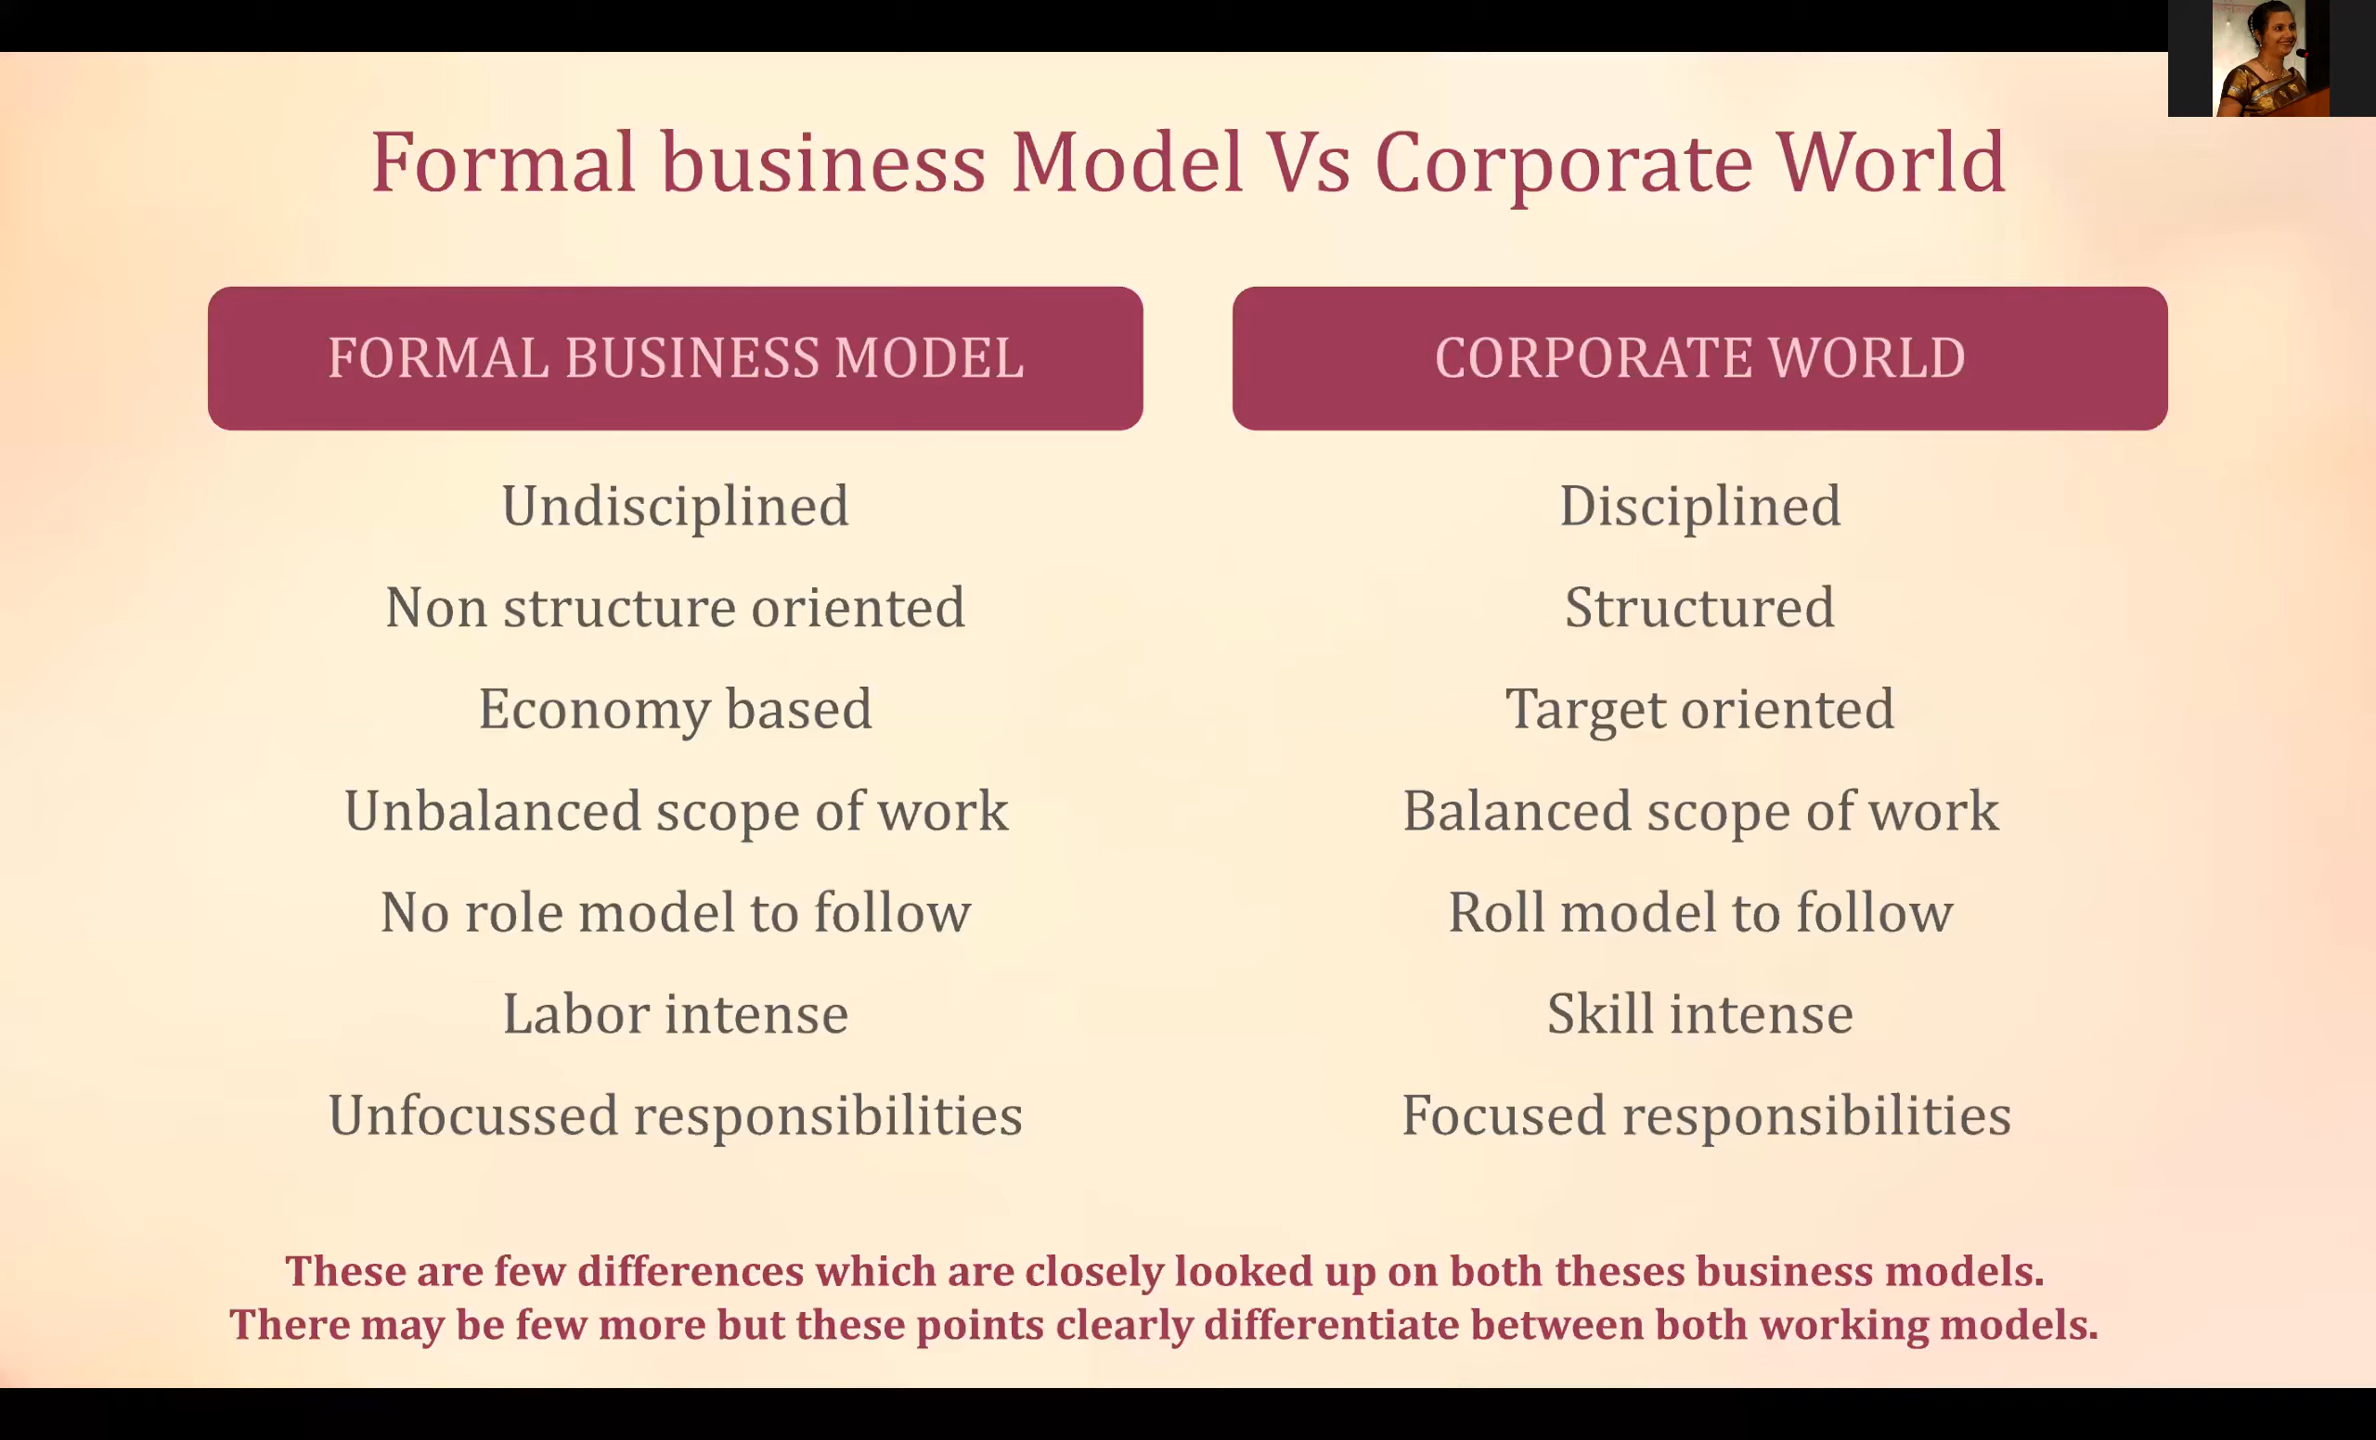 Formal business Model Vs Corporate World
FORMAL BUSINESS MODEL
Undisciplined
Non structure oriented
Economy based
Unbalanced scope of work
No role model to follow
Labor intense
Unfocussed responsibilities
CORPORATE WORLD
Disciplined
Structured
Target oriented
Balanced scope of work
Roll model to follow
Skill intense
Focused responsibilities
These are few differences which are closely looked up on both theses business models.
There may be few more but these points clearly differentiate between both working models.